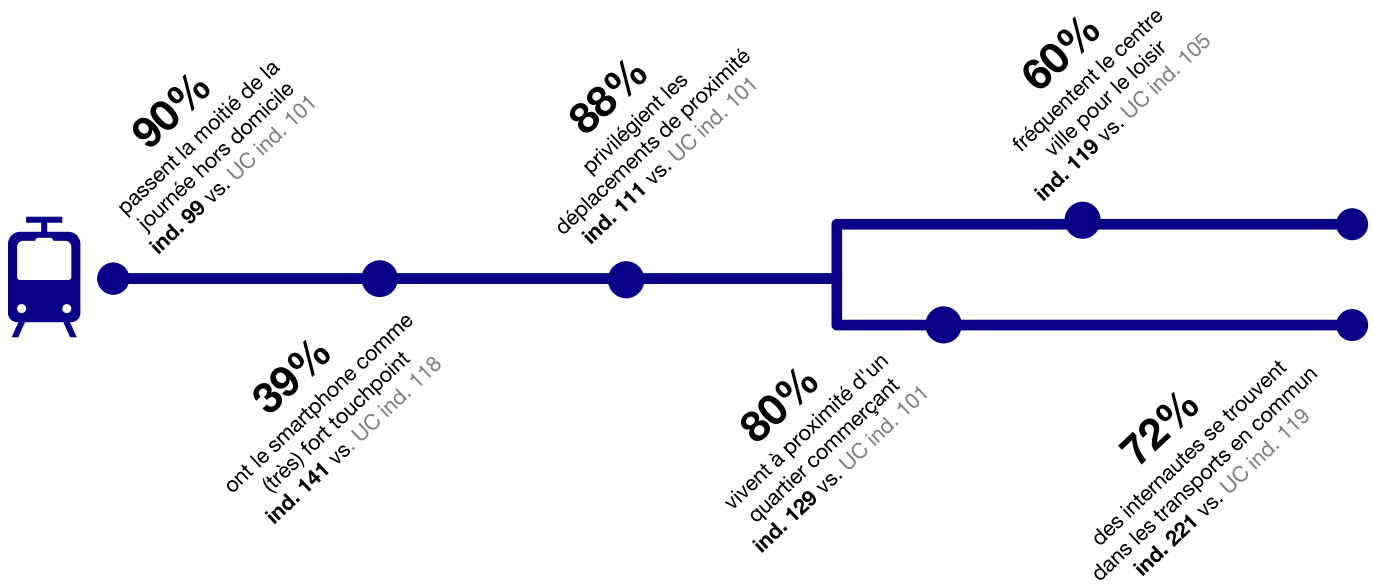 90%
passent la moitié de la
journée hors domicile
ind. 99 vs. UC ind. 101
39%
ont le smartphone comme
(très) fort touchpoint
ind. 141 vs. UC ind. 118
88%
privilégient les
déplacements de proximité
ind. 111 vs. UC ind. 101
80%
vivent à proximité d'un
quartier commerçant
ind. 129 vs. UC ind. 101
60%
fréquentent le centre
ville pour le loisir
ind. 119 vs. UC ind. 105
72%
des internautes se trouvent
dans les transports en commun
ind. 221 vs. UC ind. 119